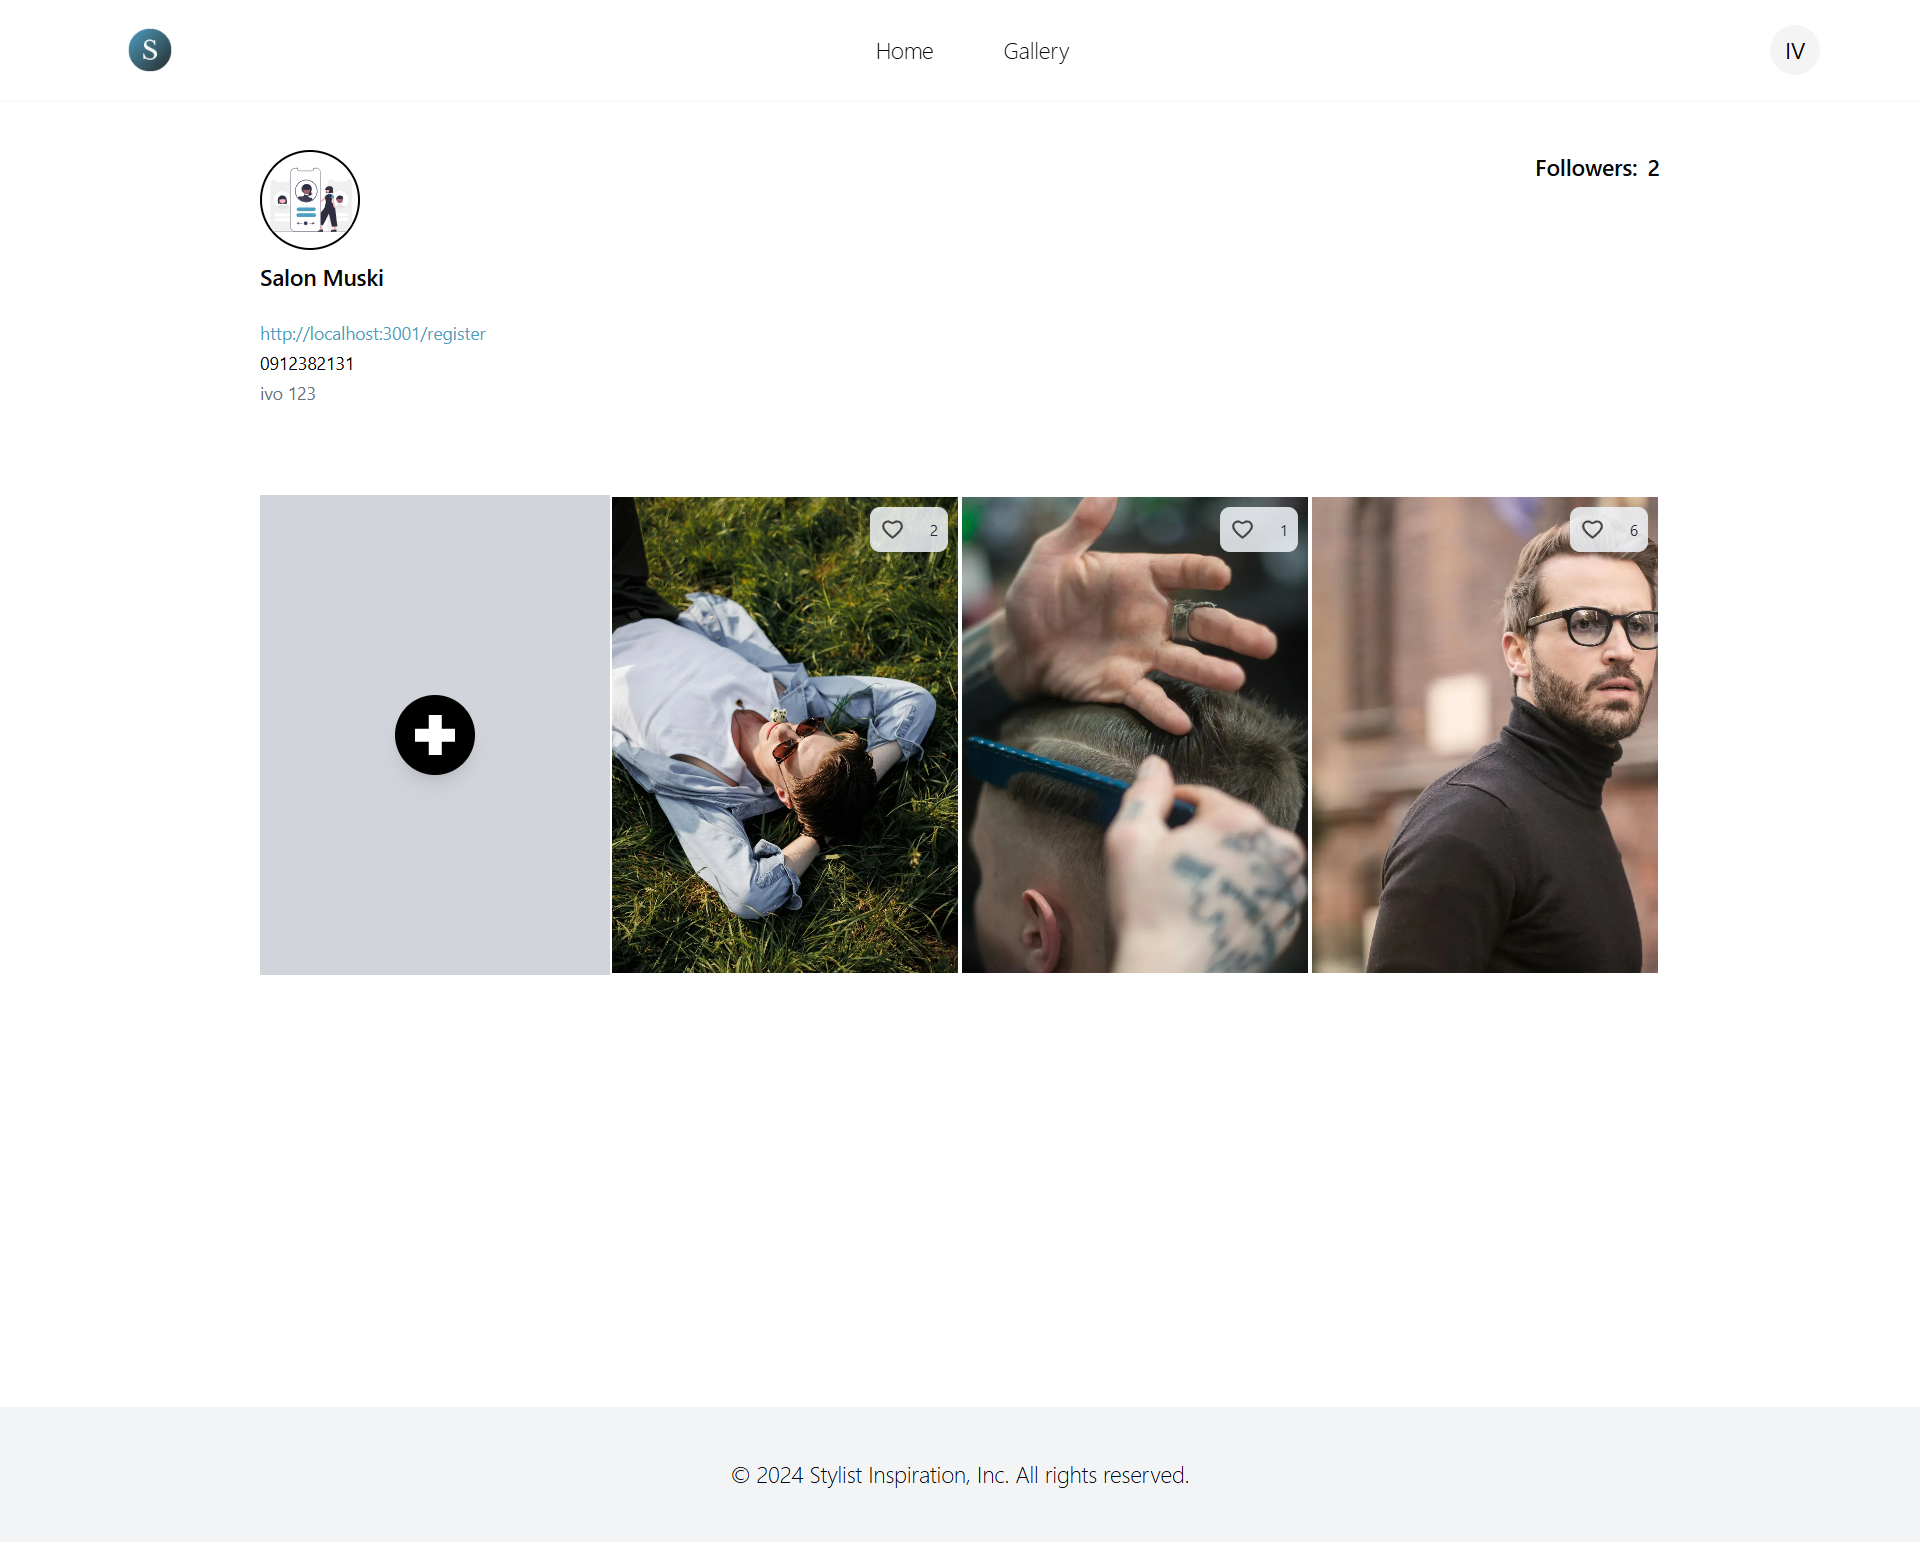 S
Home
Gallery
IV
Followers: 2
Salon Muski
http://localhost:3001/register
0912382131
ivo 123
2
1
6
© 2024 Stylist Inspiration, Inc. All rights reserved.